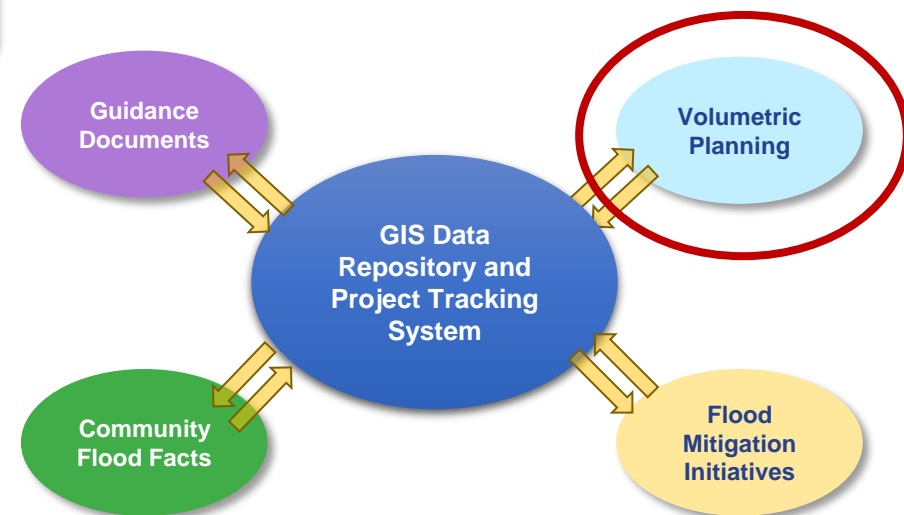 Guidance
Documents
Volumetric
Planning
GIS Data
Repository and
Project Tracking
System
Community
Flood Facts
Flood
Mitigation
Initiatives